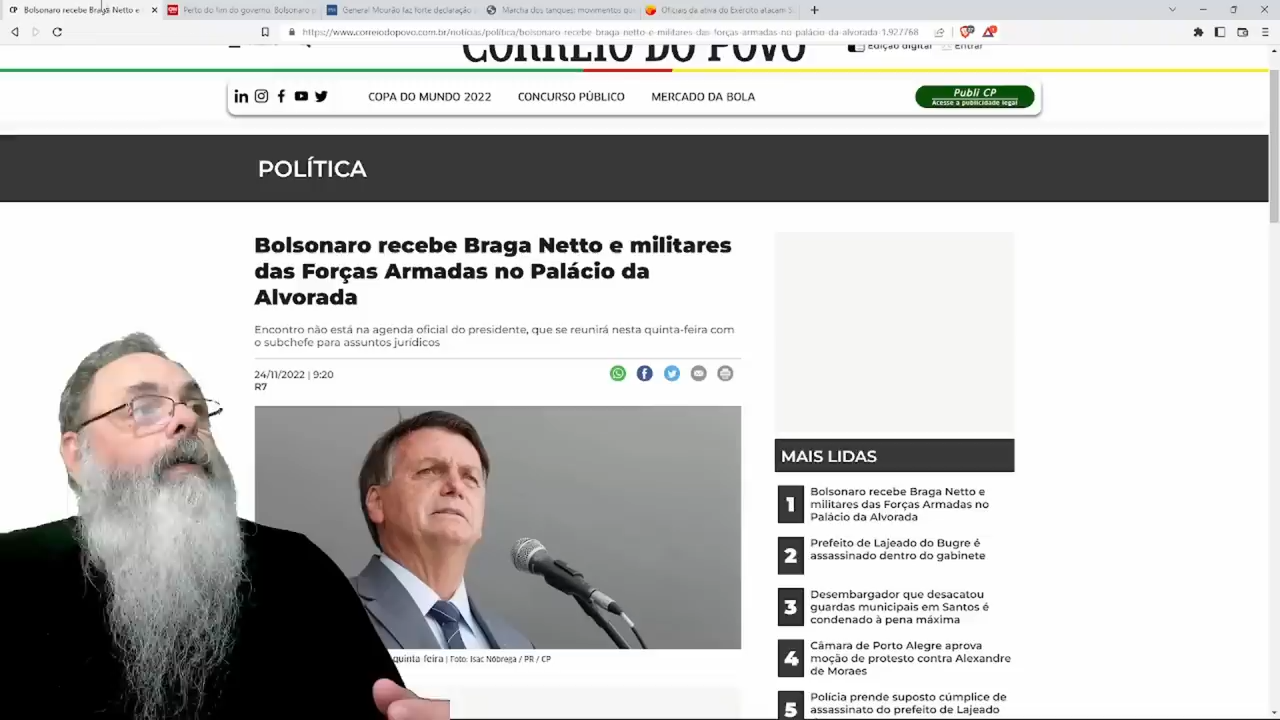 Bolsonaro recebe Braga Netto e
Perto do fim do governo, Bolsonaro p
General Mourão faz forte declaração
Marcha dos tanques: movimentos que
Oficiais da ativa do Exército atacam S
https://www.correiodopovo.com.br/notícias/política/bolsonaro-recebe-braga-netto-e-militares-das-forças-armadas-no-palácio-da-alvorada-1.927768
CORREIO DO POVO
Edição digital
Entrar
COPA DO MUNDO 2022
CONCURSO PÚBLICO
MERCADO DA BOLA
Publi CP
Acesse a publicidade legal
POLÍTICA
Bolsonaro recebe Braga Netto e militares
das Forças Armadas no Palácio da
Alvorada
Encontro não está na agenda oficial do presidente, que se reunirá nesta quinta-feira com
o subchefe para assuntos jurídicos
24/11/2022 | 9:20
R7
quinta feira | Foto: Isac Nóbrega / PR / CP
MAIS LIDAS
1
Bolsonaro recebe Braga Netto e
militares das Forças Armadas no
Palácio da Alvorada
2
Prefeito de Lajeado do Bugre é
assassinado dentro do gabinete
3
Desembargador que desacatou
guardas municipais em Santos é
condenado à pena máxima
4
Câmara de Porto Alegre aprova
moção de protesto contra Alexandre
de Moraes
5
Polícia prende suposto cúmplice de
assassinato do prefeito de Lajeado